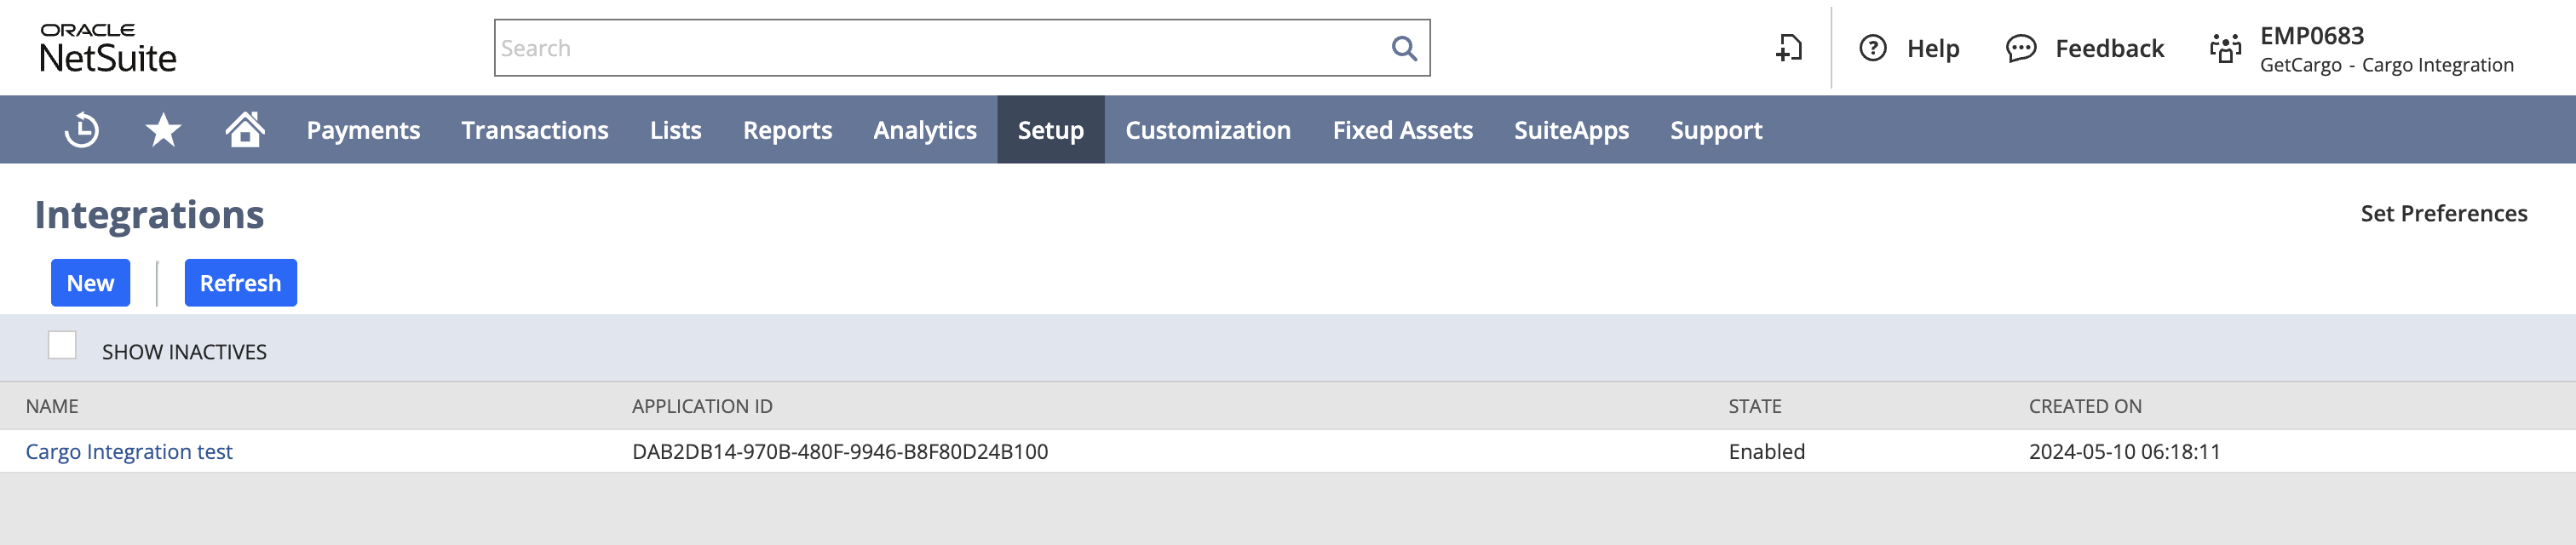 ORACLE
NetSuite
Search
Help
Feedback
EMP0683
GetCargo - Cargo Integration
Payments Transactions Lists Reports Analytics Setup Customization Fixed Assets SuiteApps Support
Integrations
Set Preferences
New Refresh
SHOW INACTIVES
NAME APPLICATION ID STATE CREATED ON
Cargo Integration test DAB2DB14-970B-480F-9946-B8F80D24B100 Enabled 2024-05-10 06:18:11